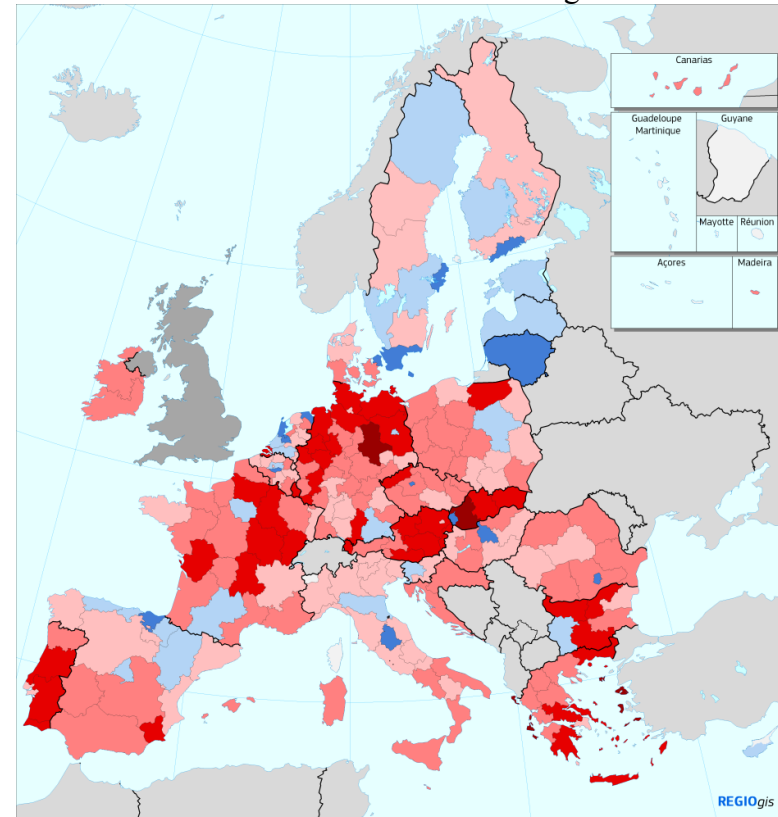 Canarias
Guadeloupe
Martinique
Guyane
Mayotte
Réunion
Açores
Madeira
REGIOgis